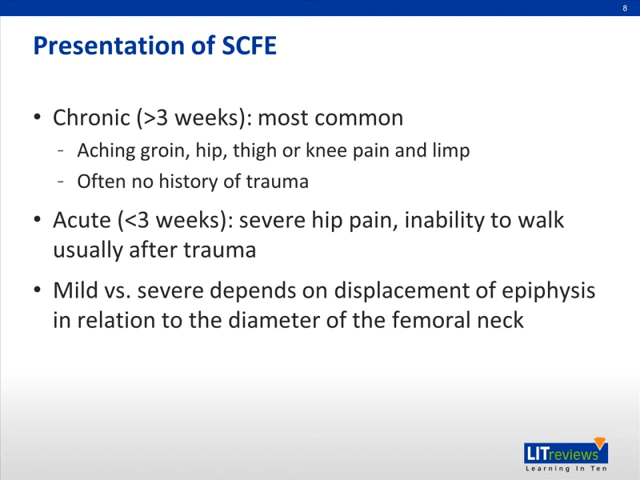 8
Presentation of SCFE
• Chronic (>3 weeks): most common
- Aching groin, hip, thigh or knee pain and limp
- Often no history of trauma
• Acute (<3 weeks): severe hip pain, inability to walk
usually after trauma
• Mild vs. severe depends on displacement of epiphysis
in relation to the diameter of the femoral neck
LITreviews
Learning In Ten